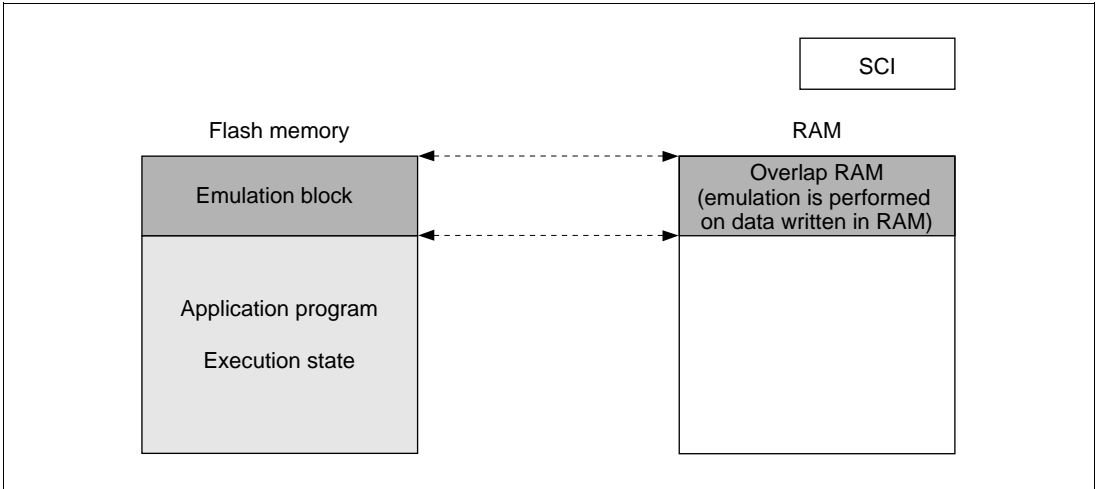 SCI
Flash memory
RAM
Emulation block
Overlap RAM
(emulation is performed
on data written in RAM)
Application program
Execution state